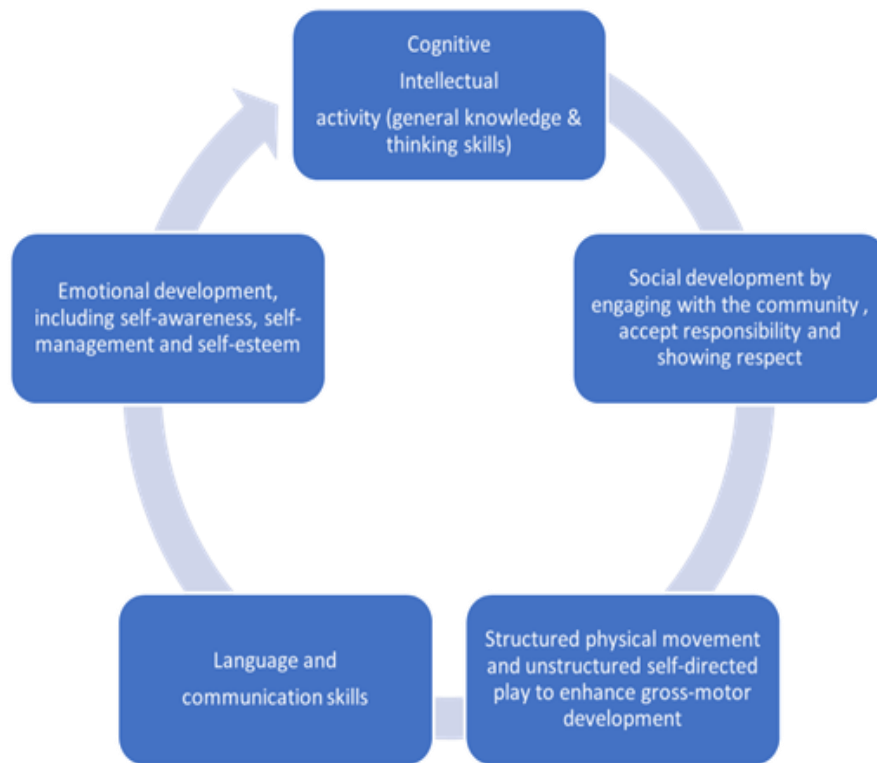 Cognitive
Intellectual
activity (general knowledge &
thinking skills)
Social development by
engaging with the community ,
accept responsibility and
showing respect
Structured physical movement
and unstructured self-directed
play to enhance gross-motor
development
Language and
communication skills
Emotional development,
including self-awareness, self-
management and self-esteem